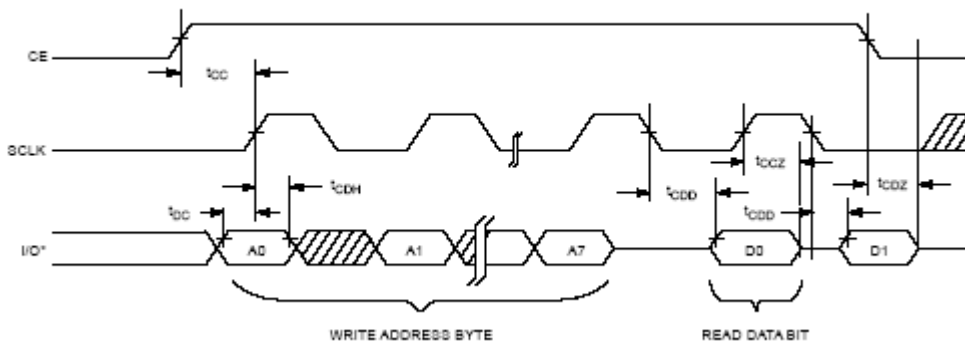 CE
tCC
SCLK
tCCZ
tCDH
tCDD
tCDZ
tDC
tCDD
I/O*
A0
A1
A7
D0
D1
WRITE ADDRESS BYTE
READ DATA BIT